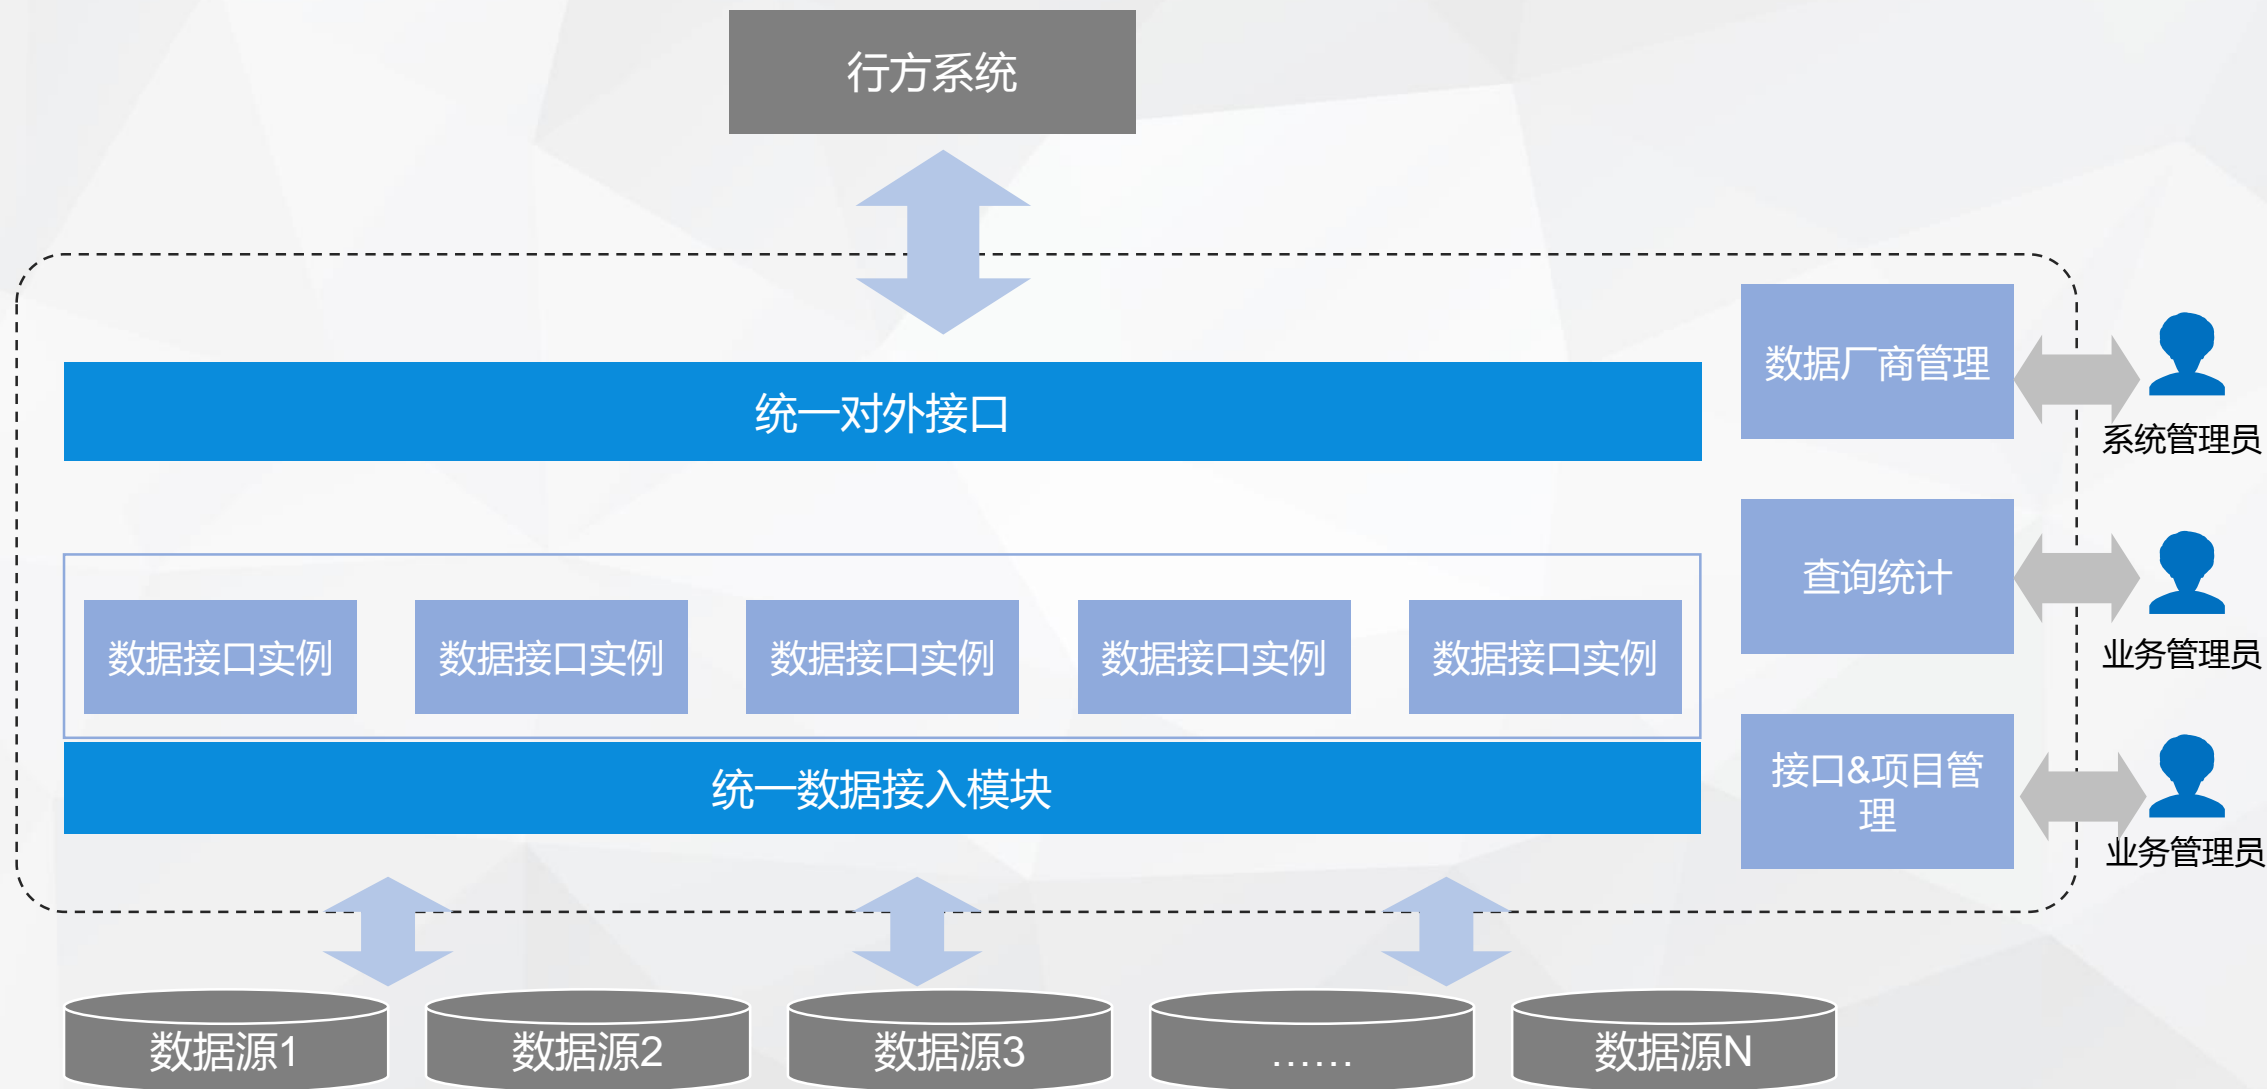 行方系统
统一对外接口
数据厂商管理
系统管理员
查询统计
业务管理员
数据接口实例
数据接口实例
数据接口实例
数据接口实例
数据接口实例
统一数据接入模块
接口&项目管
理
业务管理员
数据源1
数据源2
数据源3
……
数据源N